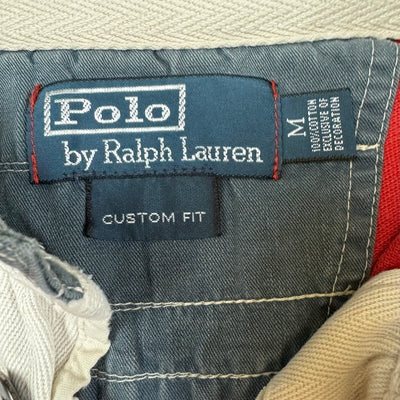 Polo
by Ralph Lauren
M
100% COTTON
EXCLUSIVE OF
DECORATION
CUSTOM FIT